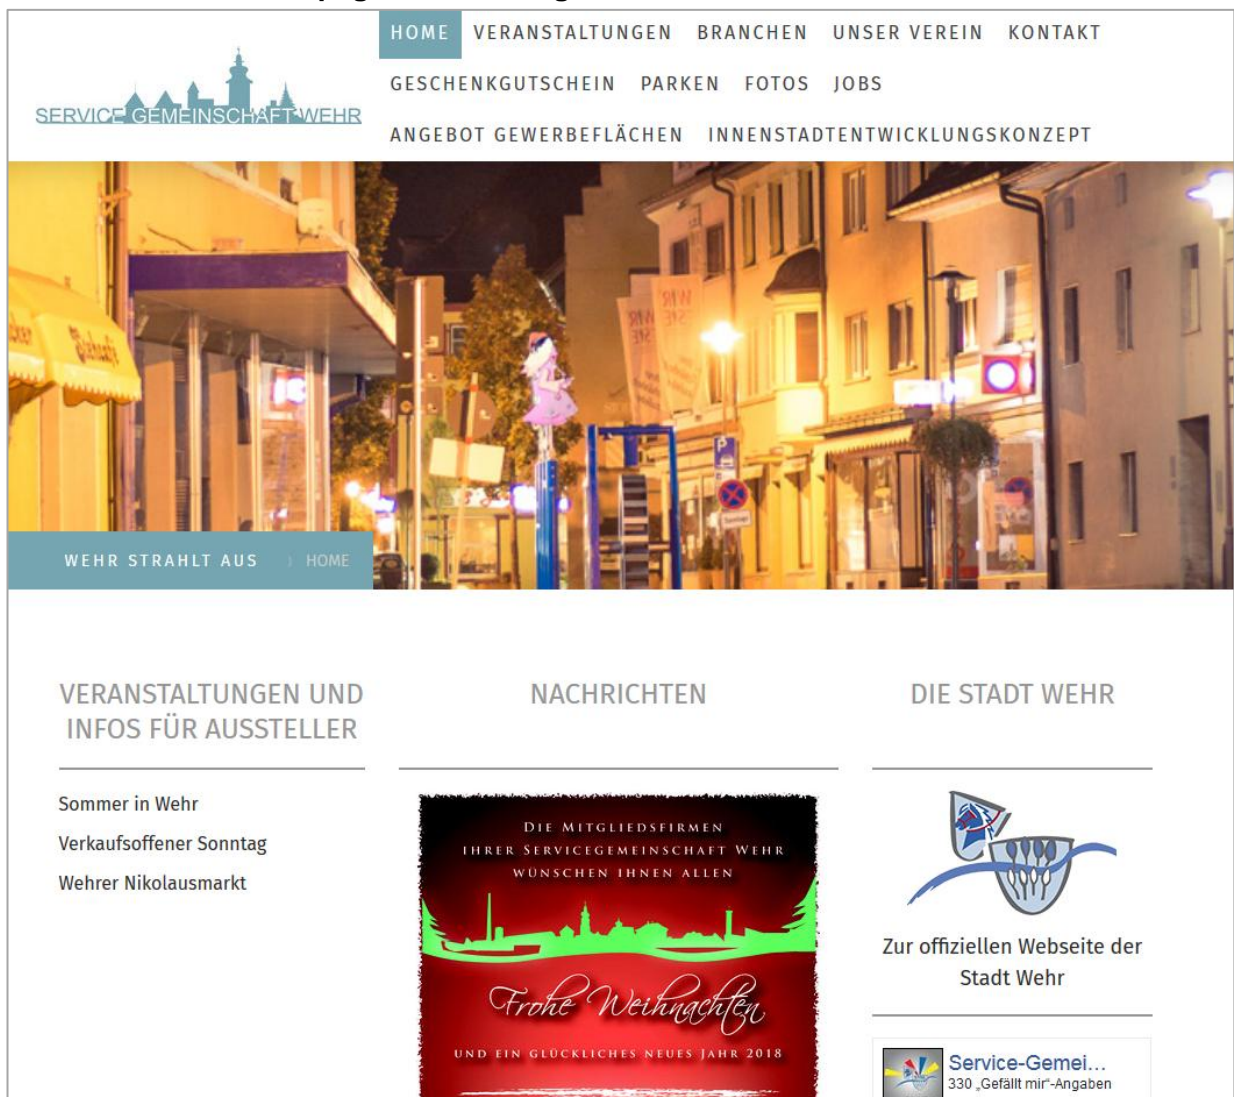 HOME VERANSTALTUNGEN BRANCHEN UNSER VEREIN KONTAKT
GESCHENKGUTSCHEIN PARKEN FOTOS JOBS
ANGEBOT GEWERBEFLÄCHEN INNENSTADTENTWICKLUNGSKONZEPT
SERVICE GEMEINSCHAFT WEHR
WIR
WIR
WEHR STRAHLT AUS HOME
VERANSTALTUNGEN UND
INFOS FÜR AUSSTELLER
Sommer in Wehr
Verkaufsoffener Sonntag
Wehrer Nikolausmarkt
NACHRICHTEN
DIE MITGLIEDSFIRMEN
IHRER SERVICEGEMEINSCHAFT WEHR
WÜNSCHEN IHNEN ALLEN
Frohe Weihnachten
UND EIN GLÜCKLICHES NEUES JAHR 2018
DIE STADT WEHR
Zur offiziellen Webseite der
Stadt Wehr
Service-Gemei...
330 „Gefällt mir“-Angaben